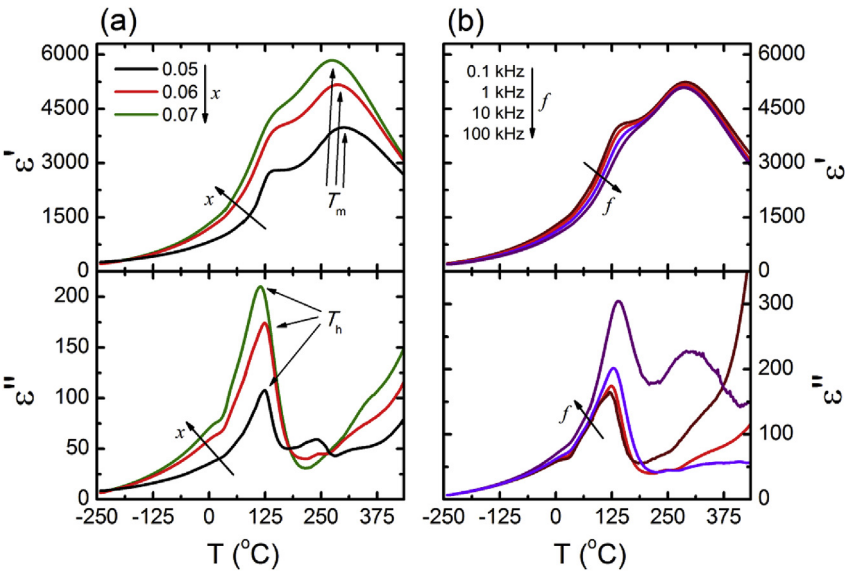 (a)
(b)
6000
4500
3000
1500
0
ε'
0.05
0.06
0.07
x
x
Tm
0.1 kHz
1 kHz
10 kHz
100 kHz
f
f
6000
4500
3000
1500
0
ε'
200
150
100
50
0
ε''
Th
x
f
300
200
100
0
ε''
-250 -125 0 125 250 375
-250 -125 0 125 250 375
T (°C)
T (°C)